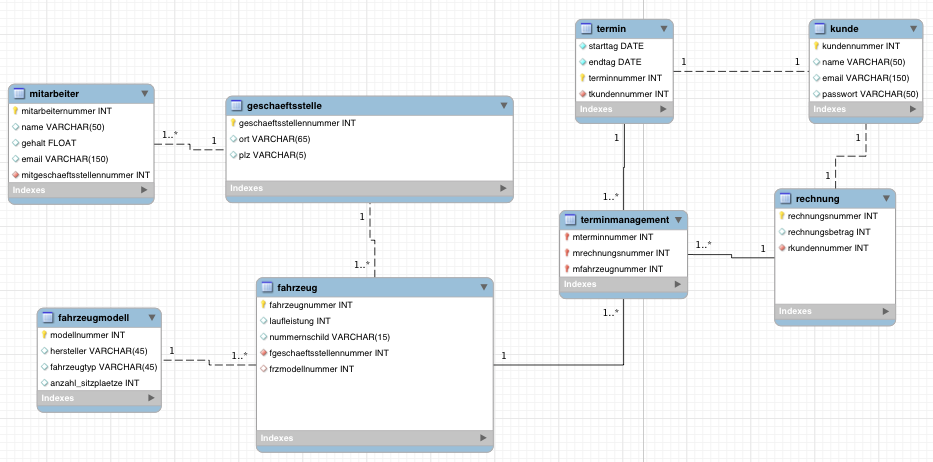 termin
starttag DATE
endtag DATE
terminnummer INT
tkundennummer INT
Indexes
kunde
kundennummer INT
name VARCHAR(50)
email VARCHAR(150)
passwort VARCHAR(50)
Indexes
1
1
mitarbeiter
mitarbeiternummer INT
name VARCHAR(50)
gehalt FLOAT
email VARCHAR(150)
mitgeschaeftsstellennummer INT
Indexes
1..*
1
geschaeftsstelle
geschaeftsstellennummer INT
ort VARCHAR(65)
plz VARCHAR(5)
Indexes
1
1..*
1
1
1
1..*
terminmanagement
mterminnummer INT
mrechnungsnummer INT
mfahrzeugnummer INT
Indexes
1..*
1
rechnung
rechnungsnummer INT
rechnungsbetrag INT
rkundennummer INT
Indexes
fahrzeugmodell
modellnummer INT
hersteller VARCHAR(45)
fahrzeugtyp VARCHAR(45)
anzahl_sitzplaetze INT
Indexes
1
1..*
fahrzeug
fahrzeugnummer INT
laufleistung INT
nummernschild VARCHAR(15)
fgeschaeftsstellennummer INT
frzmodellnummer INT
Indexes
1
1..*